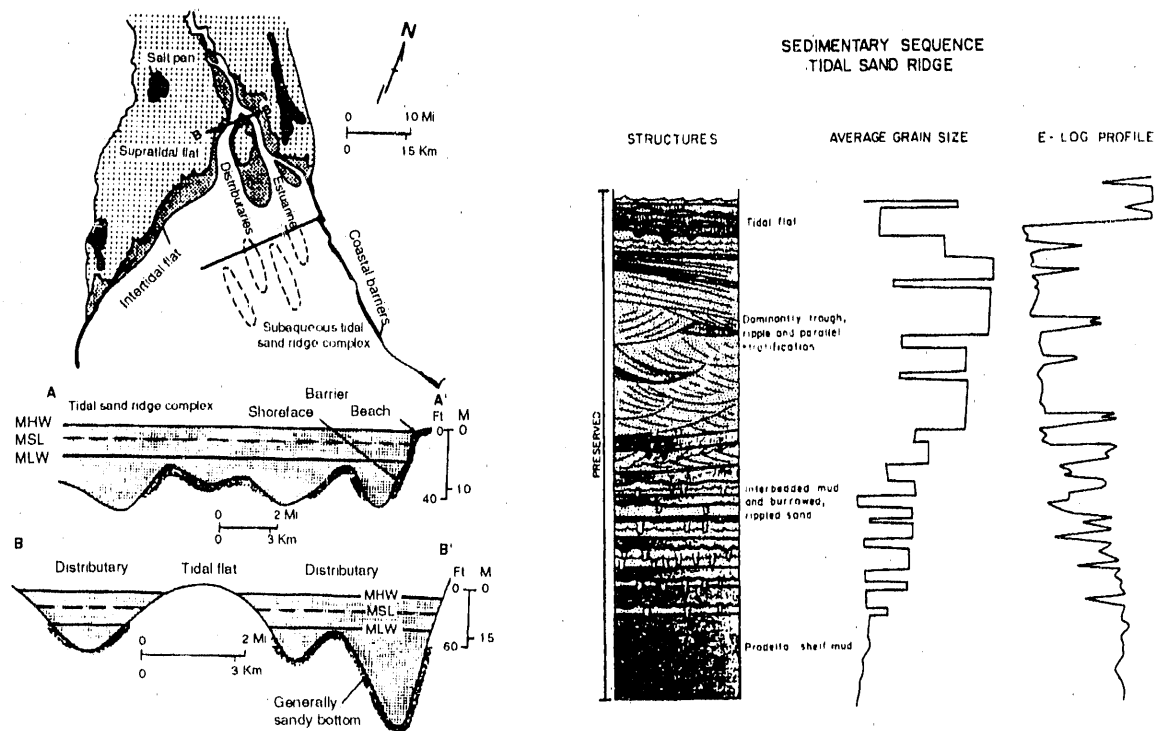 N
Salt pan
0 10 Mi
0 15 Km
B
B'
Supratidal flat
Distributaries
Estuarine
Intertidal flat
Coastal barriers
Subaqueous tidal
sand ridge complex
A
A'
Tidal sand ridge complex
Barrier
Shoreface
Beach
Ft M
MHW
MSL
MLW
0 0
40 10
0 2 Mi
0 3 Km
B
B'
Distributary
Tidal flat
Distributary
Ft M
MHW
MSL
MLW
0 0
60 15
0 2 Mi
0 3 Km
Generally
sandy bottom
SEDIMENTARY SEQUENCE
TIDAL SAND RIDGE
STRUCTURES
AVERAGE GRAIN SIZE
E- LOG PROFILE
PRESERVED
Tidal flat
Dominantly trough,
ripple and parallel
stratification
Interbedded mud
and burrowed,
rippled sand
Prodelta shelf mud